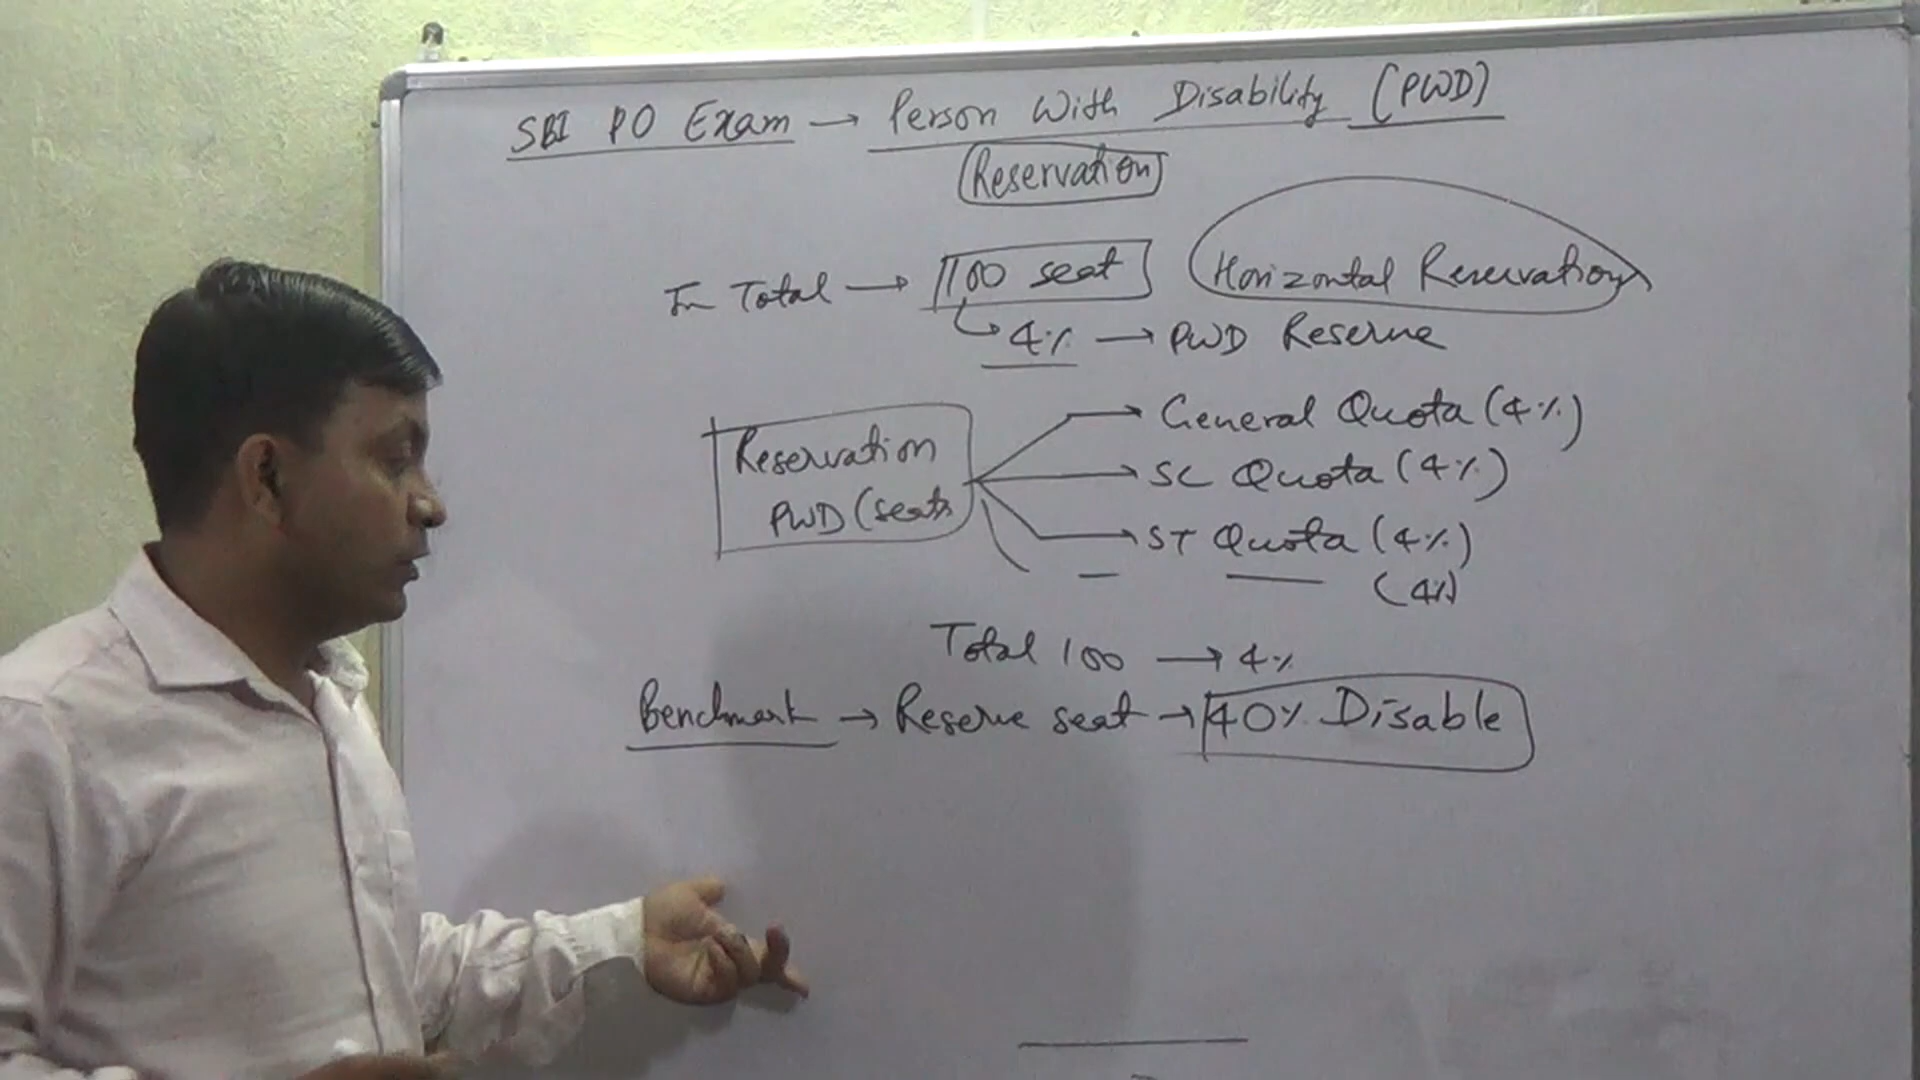 SBI PO Exam → Person With Disability (PWD)
Reservation
In Total → 100 seat
Horizontal Reservation
4% → PWD Reserve
Reservation
PWD (seats
General Quota (4%)
SC Quota (4%)
ST Quota (4%)
(4%)
Total 100 → 4%
Benchmark → Reserve seat → 40% Disable